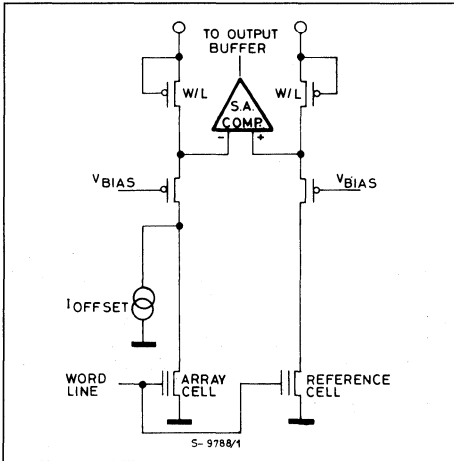 TO OUTPUT
BUFFER
W/L
S.A.
COMP.
- +
W/L
VBIAS
VBIAS
IOFFSET
WORD
LINE
ARRAY
CELL
REFERENCE
CELL
S-9788/1